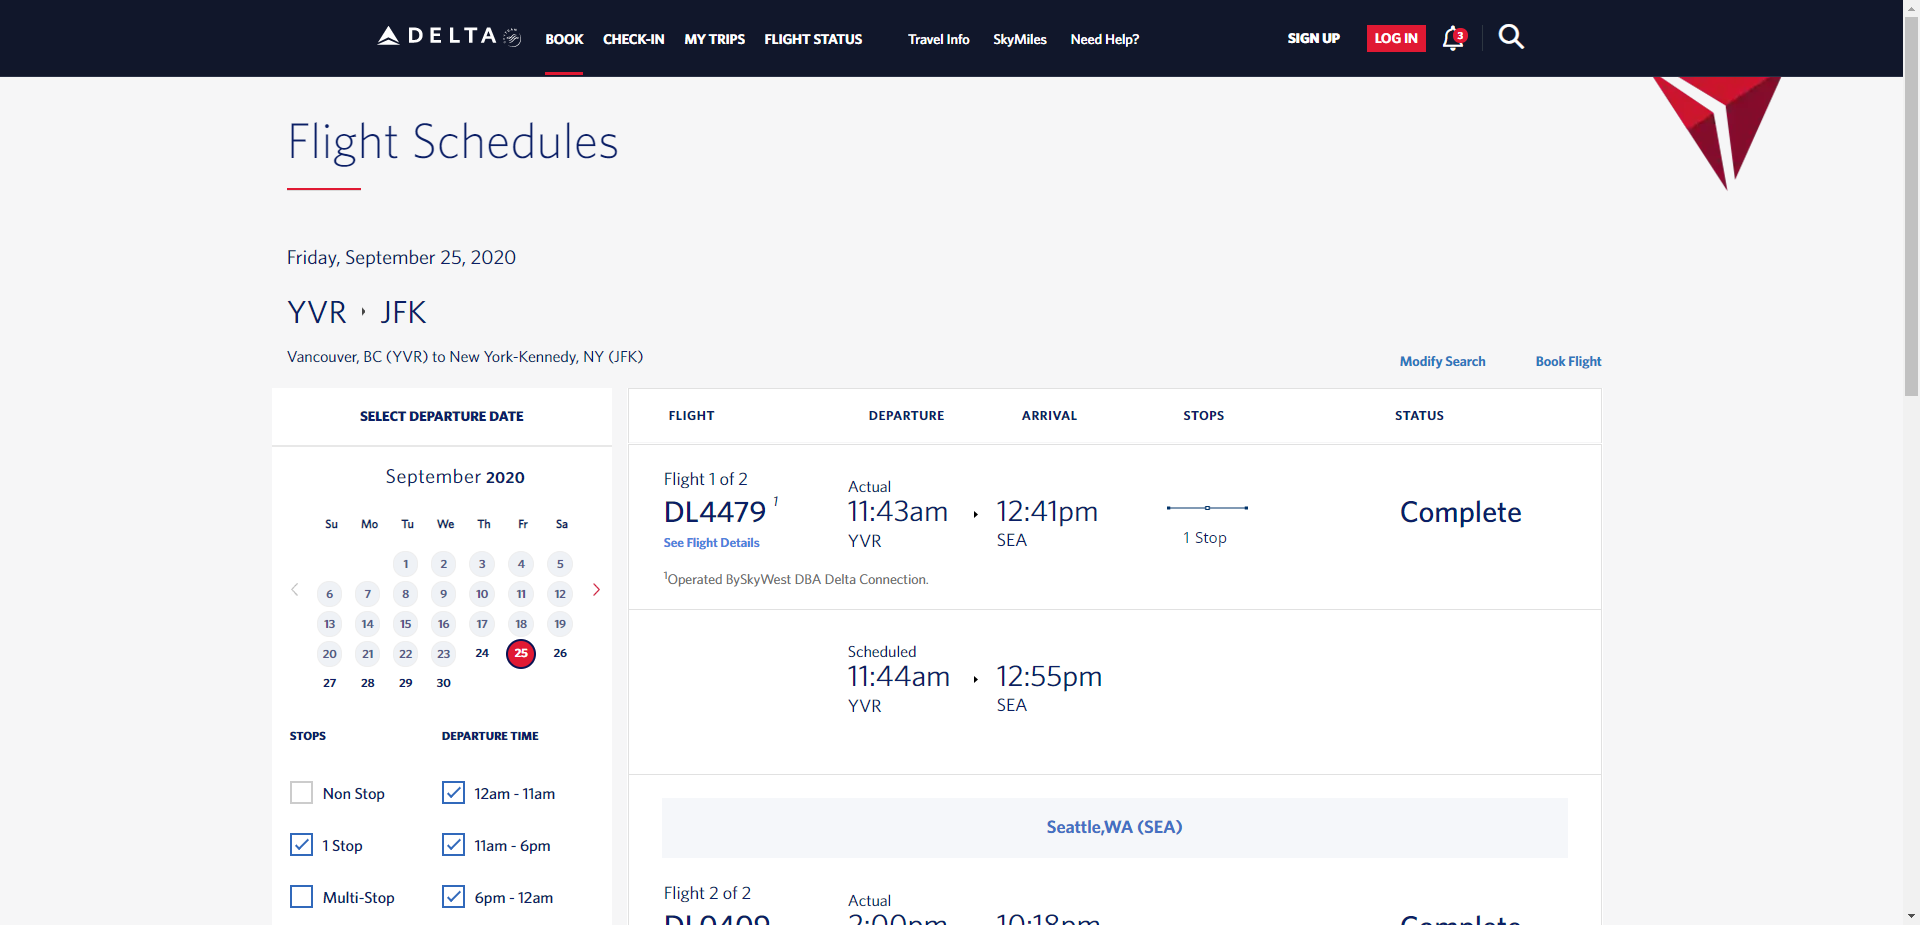 DELTA
BOOK CHECK-IN MY TRIPS FLIGHT STATUS Travel Info SkyMiles Need Help? SIGN UP LOG IN 3
Flight Schedules
Friday, September 25, 2020
YVR JFK
Vancouver, BC (YVR) to New York-Kennedy, NY (JFK)
Modify Search Book Flight
SELECT DEPARTURE DATE
September 2020
Su Mo Tu We Th Fr Sa
1 2 3 4 5
6 7 8 9 10 11 12
13 14 15 16 17 18 19
20 21 22 23 24 25 26
27 28 29 30
STOPS DEPARTURE TIME
Non Stop 12am - 11am
1 Stop 11am - 6pm
Multi-Stop 6pm - 12am
FLIGHT DEPARTURE ARRIVAL STOPS STATUS
Flight 1 of 2
Actual
DL4479 1 11:43am 12:41pm Complete
See Flight Details YVR SEA 1 Stop
1Operated BySkyWest DBA Delta Connection.
Scheduled
11:44am 12:55pm
YVR SEA
Seattle,WA (SEA)
Flight 2 of 2
Actual
DL0409 2:00pm 10:18pm Complete